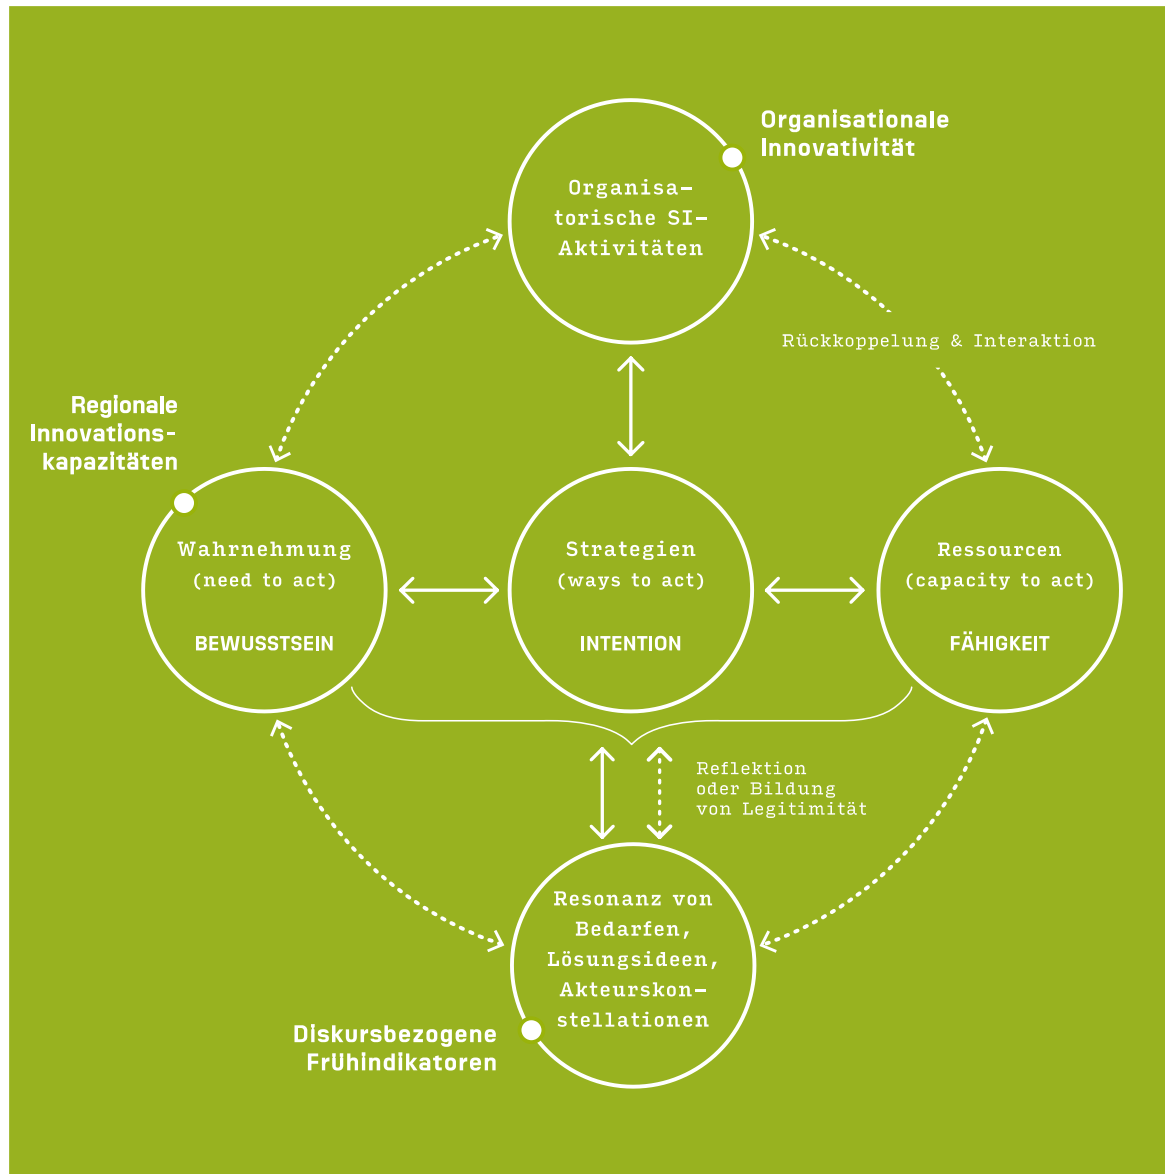 Organisationale
Innovativität
Organisa-
torische SI-
Aktivitäten
Rückkoppelung & Interaktion
Regionale
Innovations-
kapazitäten
Wahrnehmung
(need to act)
BEWUSSTSEIN
Strategien
(ways to act)
INTENTION
Ressourcen
(capacity to act)
FÄHIGKEIT
Reflektion
oder Bildung
von Legitimität
Resonanz von
Bedarfen,
Lösungsideen,
Akteurskon-
stellationen
Diskursbezogene
Frühindikatoren